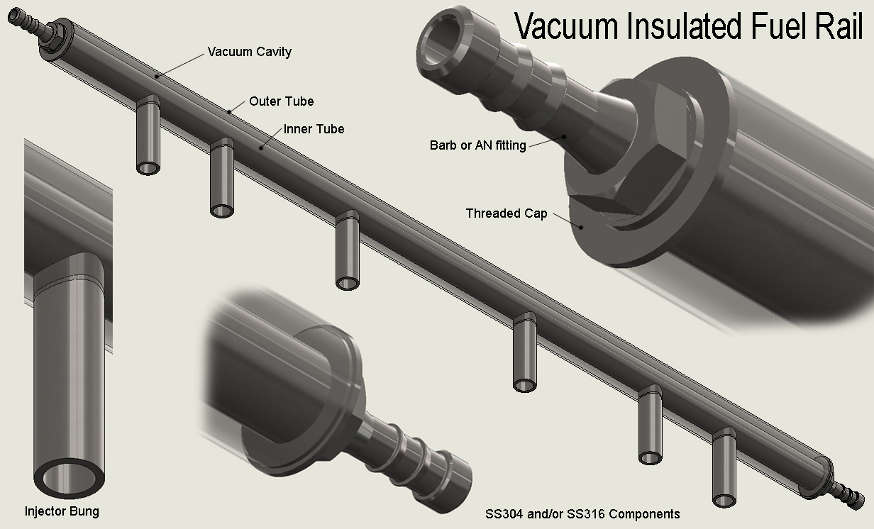 Vacuum Insulated Fuel Rail
Vacuum Cavity
Outer Tube
Inner Tube
Barb or AN fitting
Threaded Cap
Injector Bung
SS304 and/or SS316 Components